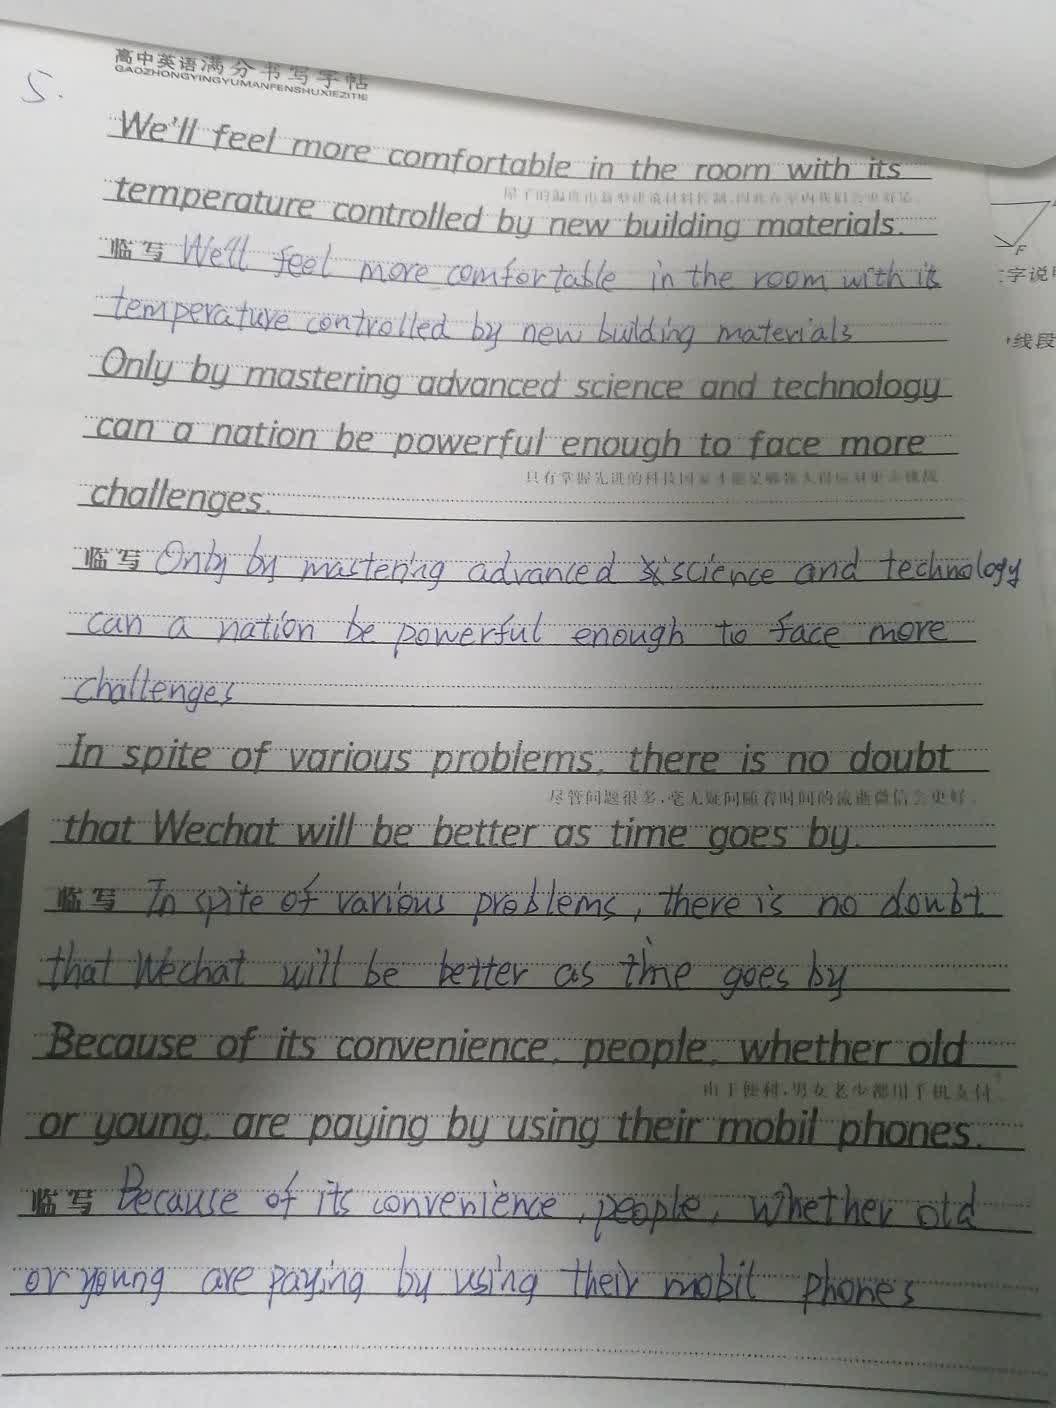 5.
高中英语满分书写字帖
GAOZHONGYINGYUMANFENSHUXIEZITIE
We'll feel more comfortable in the room with its
temperature controlled by new building materials.
临写 We'll feel more comfortable in the room with its
temperature controlled by new building materials
Only by mastering advanced science and technology
can a nation be powerful enough to face more
只有掌握先进的科技国家才能足够强大得应对更多挑战
challenges.
临写 Only by mastering advanced science and technology
can a nation be powerful enough to face more
challenges
In spite of various problems, there is no doubt
尽管问题很多,毫无疑问随着时间的流逝微信会更好。
that Wechat will be better as time goes by.
临写 In spite of various problems, there is no doubt
that Wechat will be better as time goes by
Because of its convenience, people, whether old
由于便利,男女老少都用手机支付。
or young, are paying by using their mobil phones.
临写 Because of its convenience, people, whether old
or young are paying by using their mobil phones
F
字说明
线段